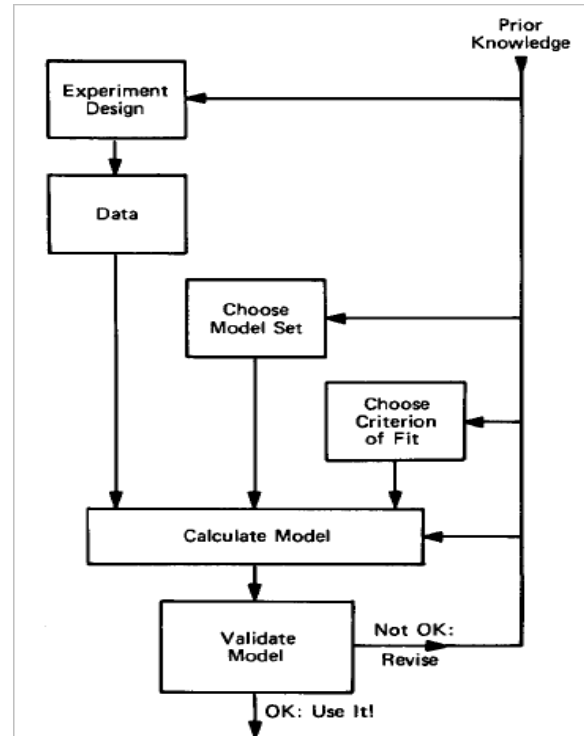 Prior
Knowledge
Experiment
Design
Data
Choose
Model Set
Choose
Criterion
of Fit
Calculate Model
Validate
Model
Not OK:
Revise
OK: Use It!